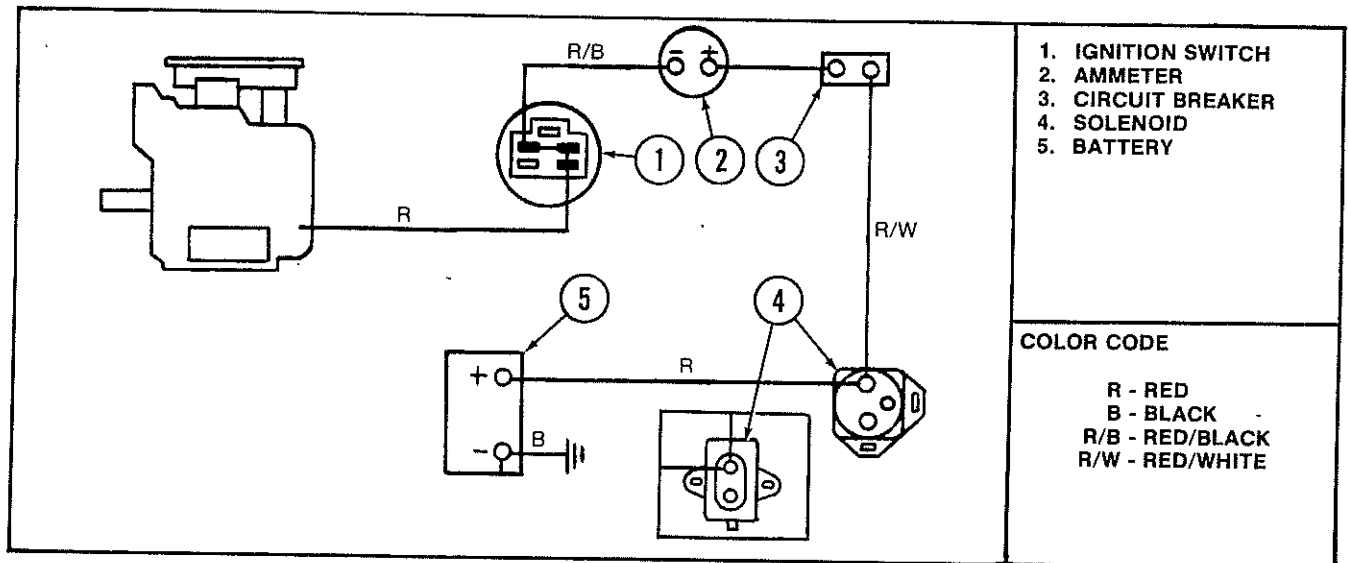 R/B
- +
1
2
3
R
R/W
5
4
+
R
-
B
1. IGNITION SWITCH
2. AMMETER
3. CIRCUIT BREAKER
4. SOLENOID
5. BATTERY
COLOR CODE
R - RED
B - BLACK
R/B - RED/BLACK
R/W - RED/WHITE